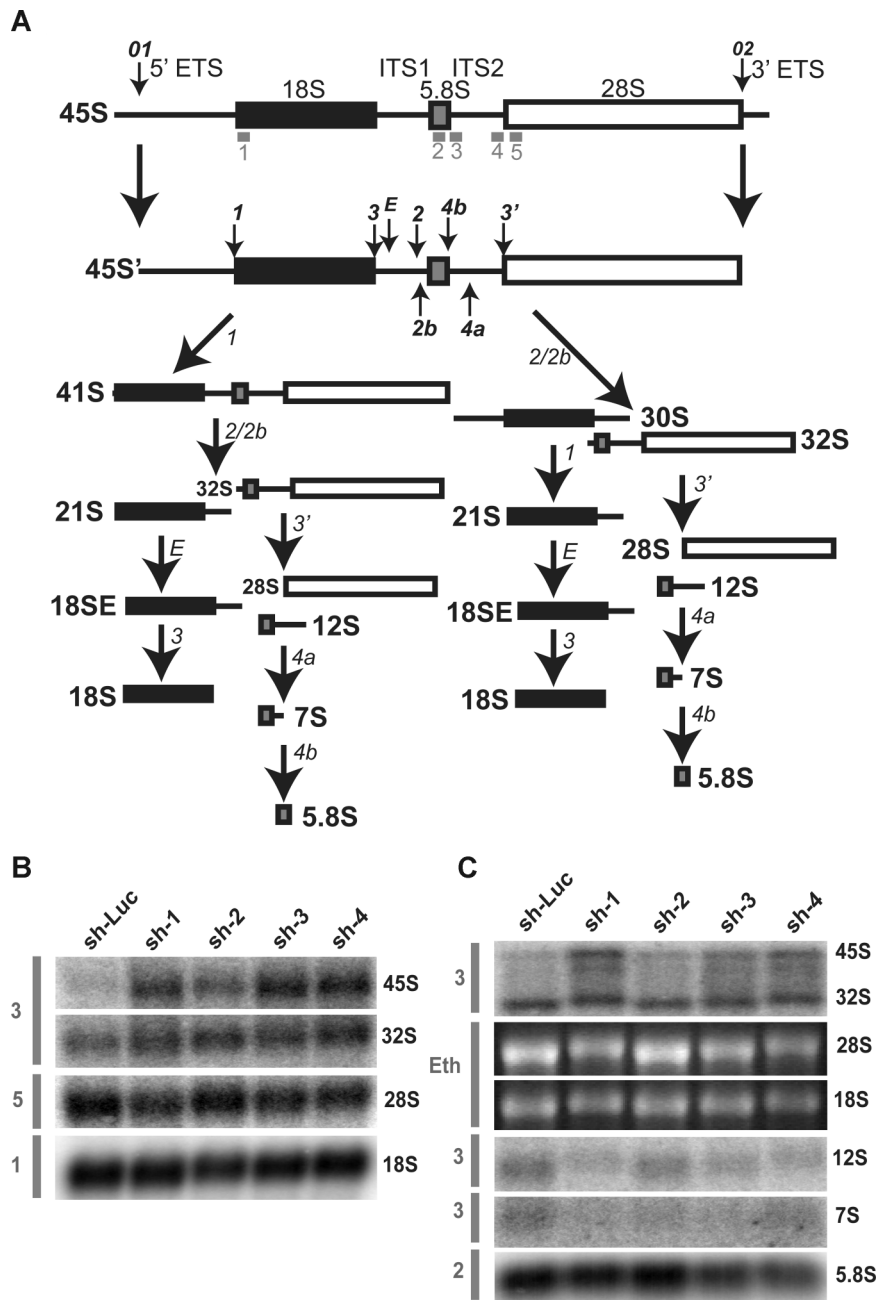 A
01
5' ETS
ITS1
ITS2
02
3' ETS
18S
5.8S
28S
45S
1
2
3
4
5
1
3
E
2
4b
3'
45S'
2b
4a
1
2/2b
41S
30S
32S
2/2b
1
3'
32S
21S
21S
3'
28S
E
E
28S
18SE
12S
18SE
12S
3
4a
3
4a
18S
7S
18S
7S
4b
4b
5.8S
5.8S
B
sh-Luc
sh-1
sh-2
sh-3
sh-4
3
45S
32S
5
28S
1
18S
C
sh-Luc
sh-1
sh-2
sh-3
sh-4
3
45S
32S
Eth
28S
18S
3
12S
3
7S
2
5.8S